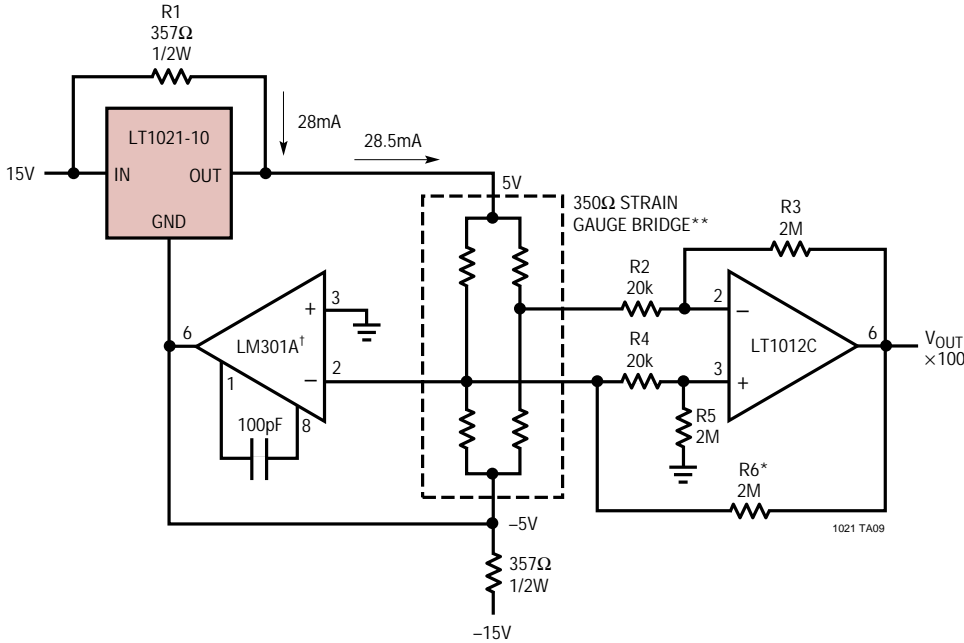 R1
357Ω
1/2W
LT1021-10
IN
OUT
GND
15V
28mA
28.5mA
5V
350Ω STRAIN
GAUGE BRIDGE**
R3
2M
R2
20k
2
–
6
LT1012C
VOUT
×100
R4
20k
3
+
R5
2M
R6*
2M
+
3
6
LM301A†
2
–
1
8
100pF
–5V
357Ω
1/2W
–15V
1021 TA09